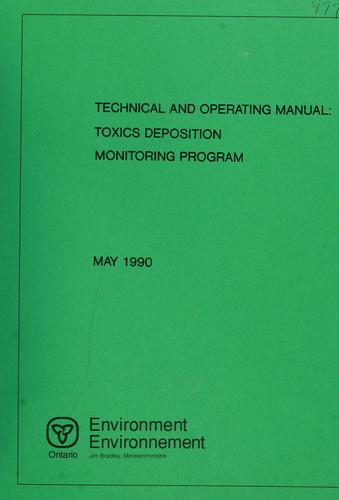 TECHNICAL AND OPERATING MANUAL:
TOXICS DEPOSITION
MONITORING PROGRAM
MAY 1990
Environment
Environnement
Ontario
Jim Bradley, Minister/ministre